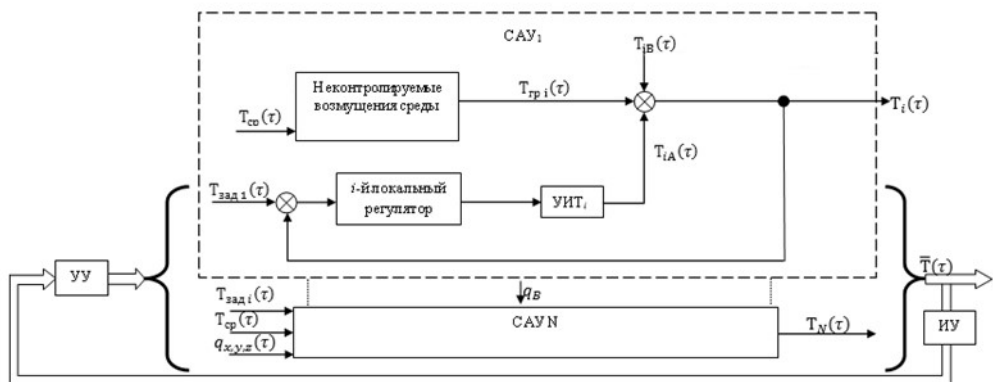 САУ₁
T_iB(τ)
Неконтролируемые
возмущения среды
T_гр i(τ)
T_i(τ)
T_ср(τ)
T_iA(τ)
T_зад 1(τ)
i-й локальный
регулятор
УИТ_i
УУ
T̿(τ)
T_зад i(τ)
q_B
T_ср(τ)
САУ N
T_N(τ)
ИУ
q_x,y,z(τ)